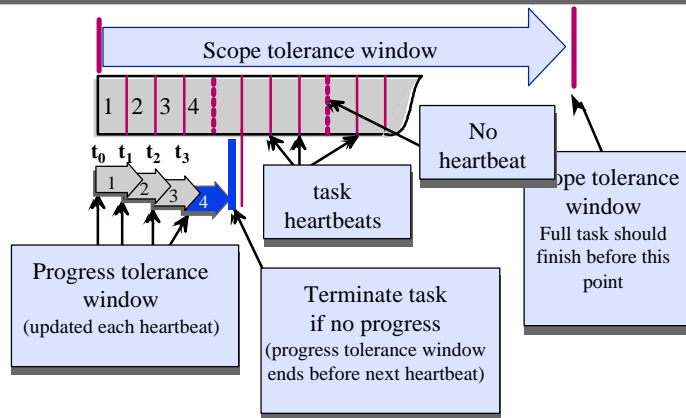 Scope tolerance window
1 2 3 4
t0 t1 t2 t3
1
2
3
4
No
heartbeat
task
heartbeats
ope tolerance
window
Full task should
finish before this
point
Progress tolerance
window
(updated each heartbeat)
Terminate task
if no progress
(progress tolerance window
ends before next heartbeat)